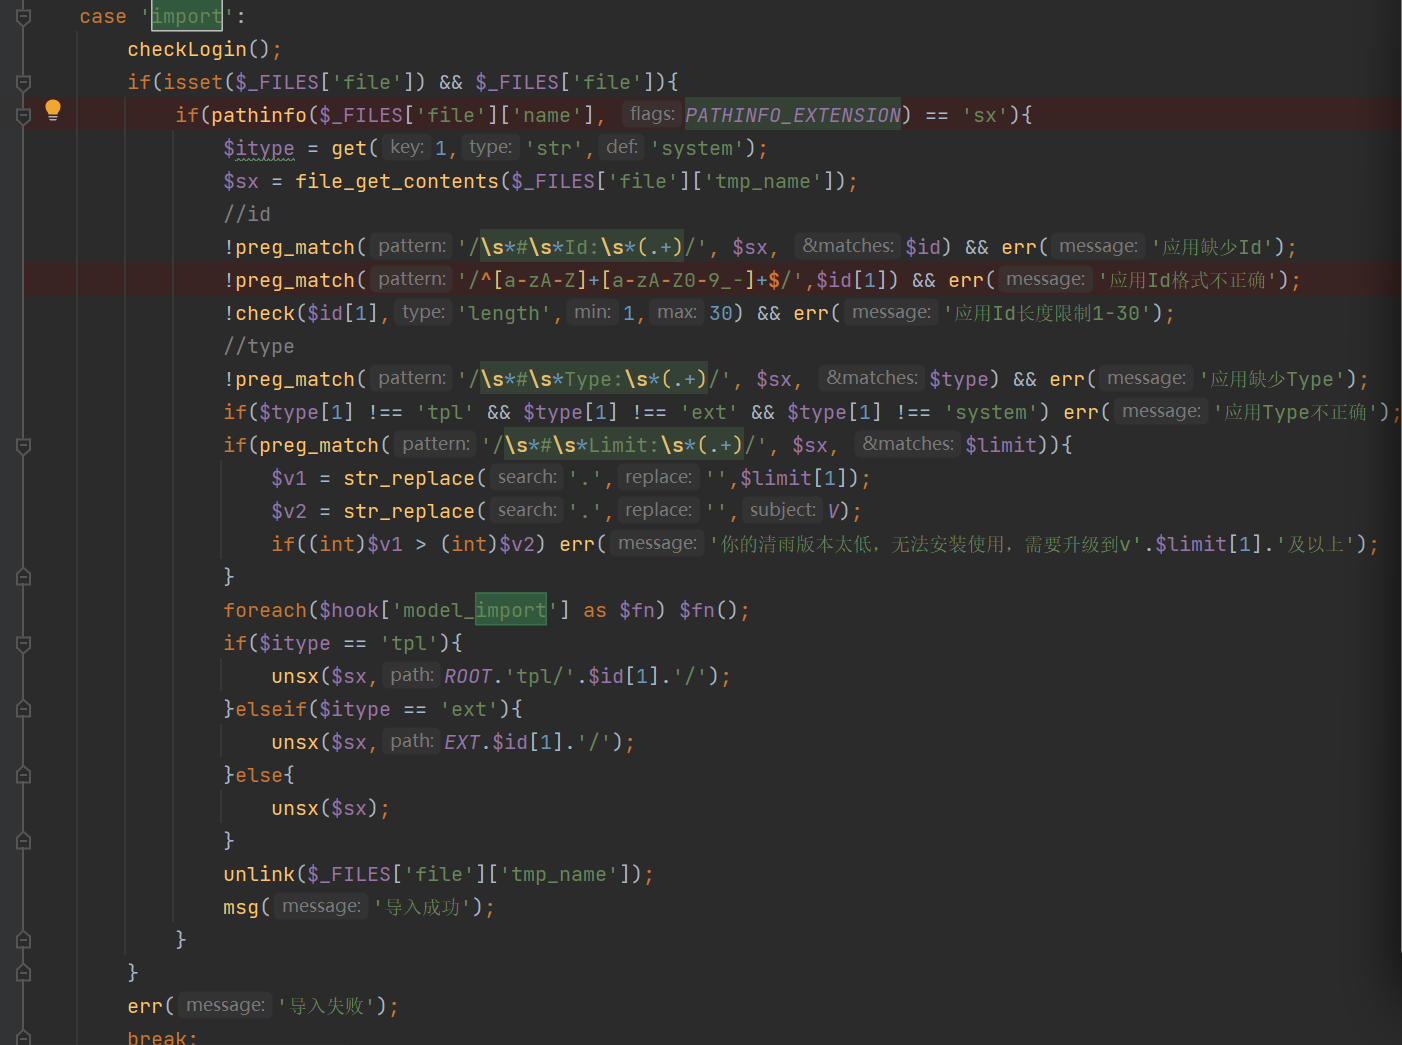 case 'import':
checkLogin();
if(isset($_FILES['file']) && $_FILES['file']){
if(pathinfo($_FILES['file']['name'], flags: PATHINFO_EXTENSION) == 'sx'){
$itype = get( key: 1, type: 'str', def: 'system');
$sx = file_get_contents($_FILES['file']['tmp_name']);
//id
!preg_match( pattern: '/\s*#\s*Id:\s*(.+)/', $sx, &matches: $id) && err( message: '应用缺少Id');
!preg_match( pattern: '/^[a-zA-Z]+[a-zA-Z0-9_-]+$/',$id[1]) && err( message: '应用Id格式不正确');
!check($id[1], type: 'length', min: 1, max: 30) && err( message: '应用Id长度限制1-30');
//type
!preg_match( pattern: '/\s*#\s*Type:\s*(.+)/', $sx, &matches: $type) && err( message: '应用缺少Type');
if($type[1] !== 'tpl' && $type[1] !== 'ext' && $type[1] !== 'system') err( message: '应用Type不正确');
if(preg_match( pattern: '/\s*#\s*Limit:\s*(.+)/', $sx, &matches: $limit)){
$v1 = str_replace( search: '.', replace: '',$limit[1]);
$v2 = str_replace( search: '.', replace: '', subject: V);
if((int)$v1 > (int)$v2) err( message: '你的清雨版本太低，无法安装使用，需要升级到v'.$limit[1].'及以上');
}
foreach($hook['model_import'] as $fn) $fn();
if($itype == 'tpl'){
unsx($sx, path: ROOT.'tpl/'.$id[1].'/');
}elseif($itype == 'ext'){
unsx($sx, path: EXT.$id[1].'/');
}else{
unsx($sx);
}
unlink($_FILES['file']['tmp_name']);
msg( message: '导入成功');
}
}
err( message: '导入失败');
break;